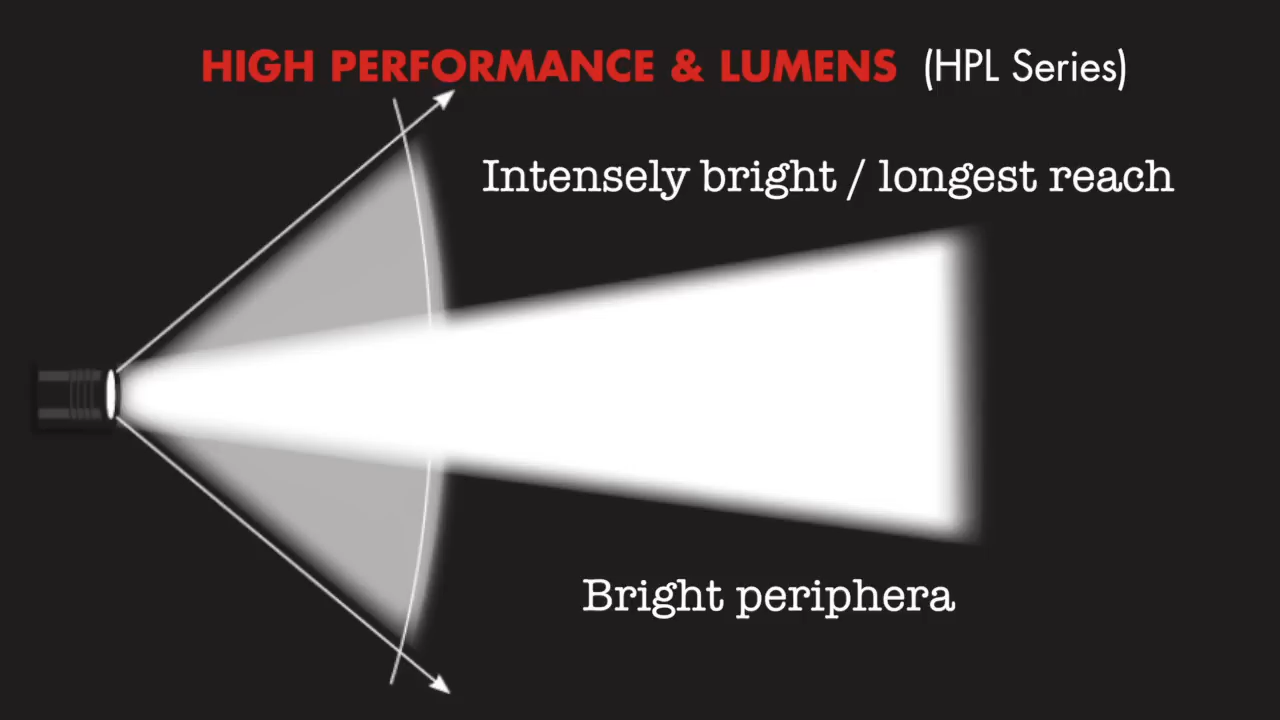 HIGH PERFORMANCE & LUMENS (HPL Series)
Intensely bright / longest reach
Bright periphera